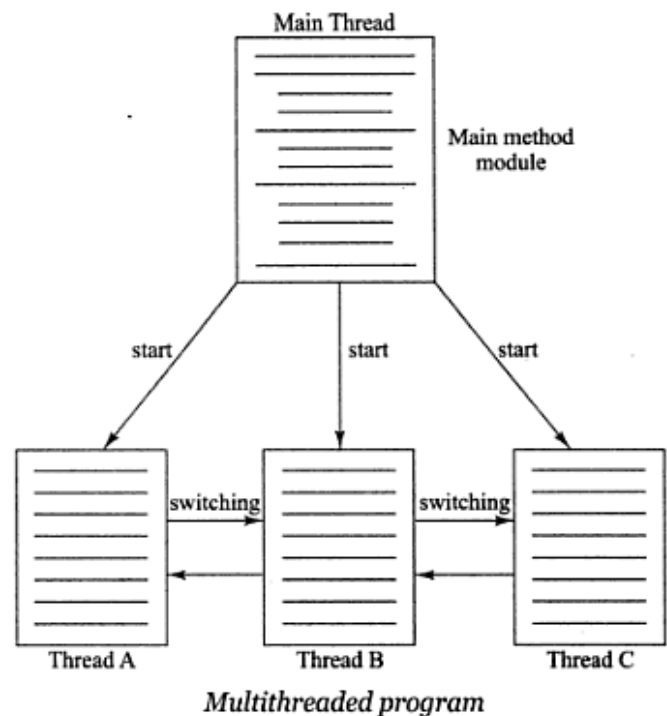 Main Thread
Main method
module
start
start
start
switching
switching
Thread A
Thread B
Thread C
Multithreaded program